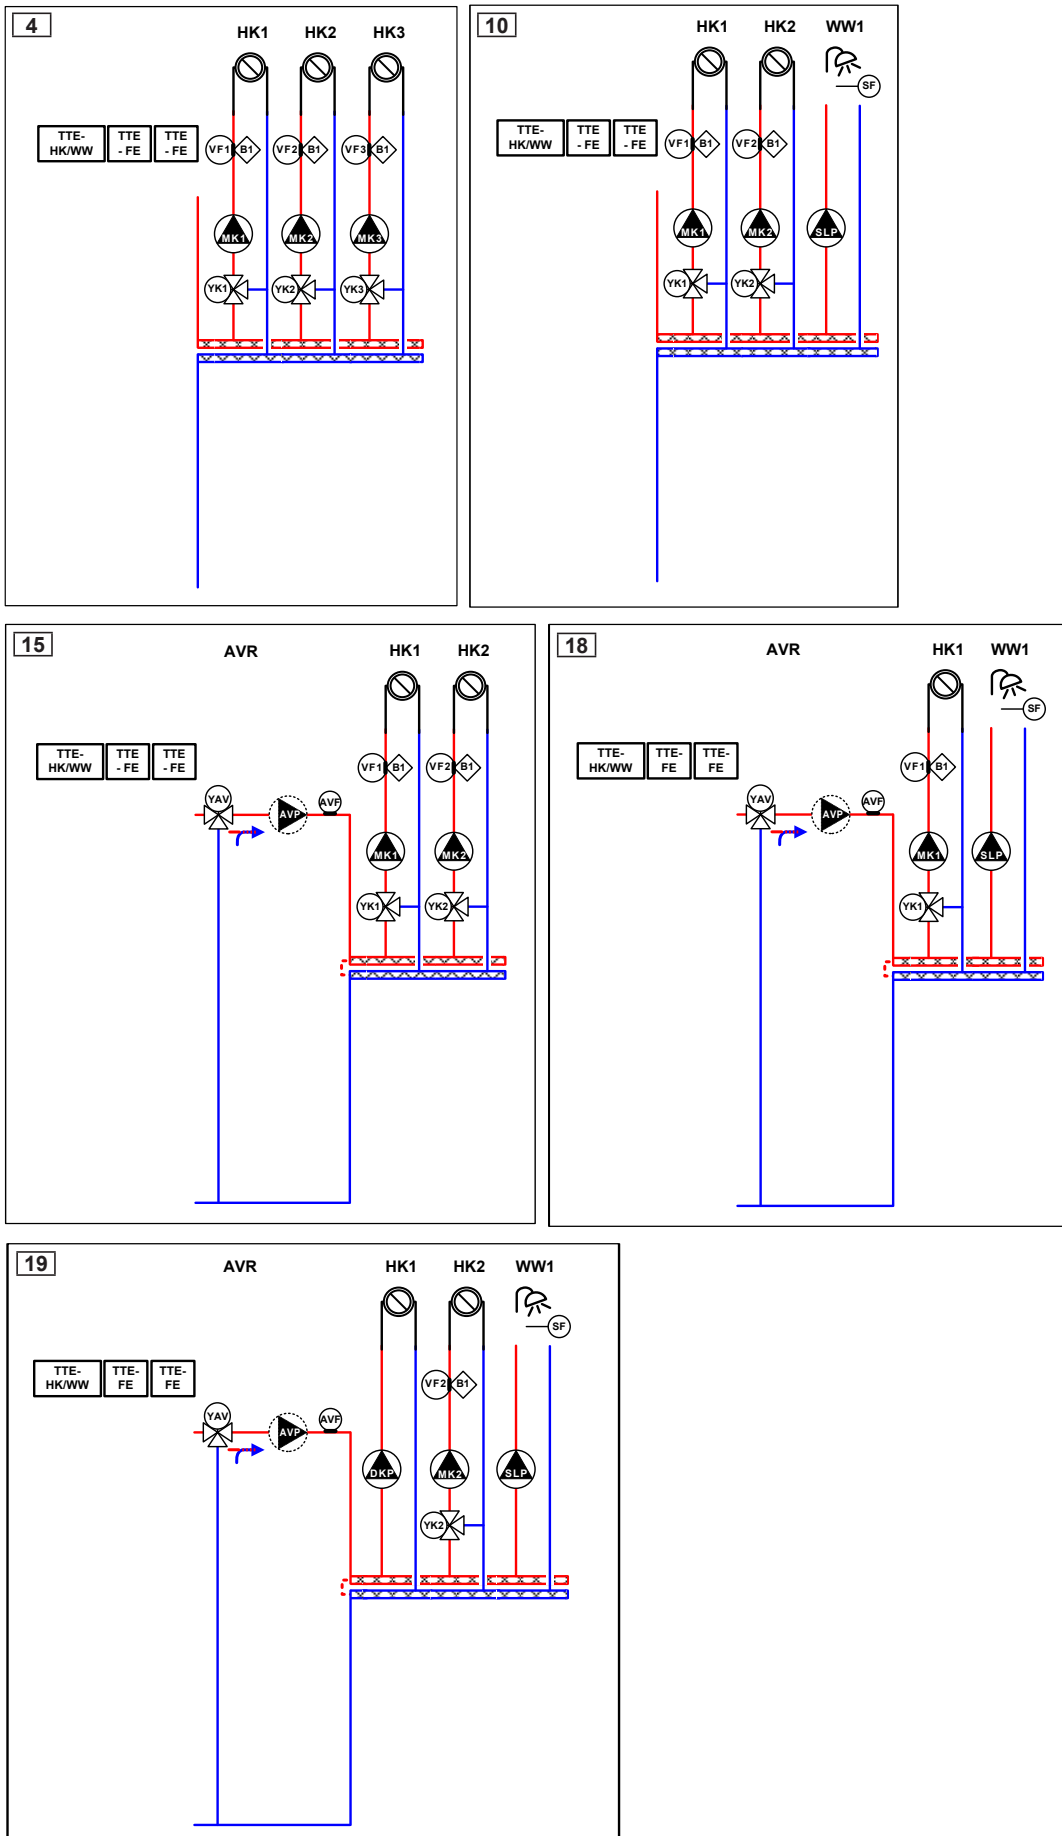 4
HK1 HK2 HK3
TTE- TTE TTE
HK/WW - FE - FE
VF1 B1 VF2 B1 VF3 B1
MK1 MK2 MK3
YK1 YK2 YK3
10
HK1 HK2 WW1
SF
TTE- TTE TTE
HK/WW - FE - FE
VF1 B1 VF2 B1
MK1 MK2 SLP
YK1 YK2
15
AVR HK1 HK2
TTE- TTE TTE
HK/WW - FE - FE
VF1 B1 VF2 B1
YAV AVP AVF
MK1 MK2
YK1 YK2
18
AVR HK1 WW1
SF
TTE- TTE- TTE-
HK/WW FE FE
VF1 B1
YAV AVP AVF
MK1 SLP
YK1
19
AVR HK1 HK2 WW1
SF
TTE- TTE- TTE-
HK/WW FE FE
VF2 B1
YAV AVP AVF
DKP MK2 SLP
YK2